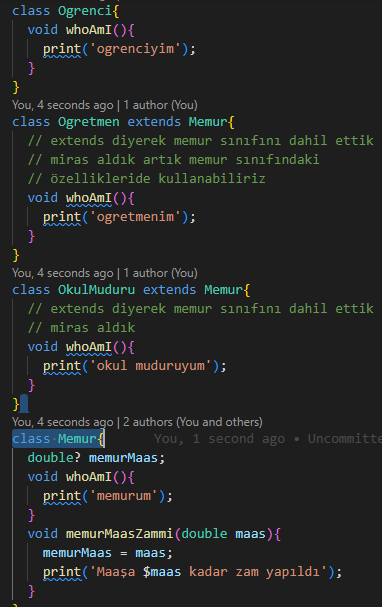 class Ogrenci{
  void whoAmI(){
    print('ogrenciyim');
  }
}
You, 4 seconds ago | 1 author (You)
class Ogretmen extends Memur{
  // extends diyerek memur sınıfını dahil ettik
  // miras aldık artık memur sınıfındaki
  // özellikleride kullanabiliriz
  void whoAmI(){
    print('ogretmenim');
  }
}
You, 4 seconds ago | 1 author (You)
class OkulMuduru extends Memur{
  // extends diyerek memur sınıfını dahil ettik
  // miras aldık
  void whoAmI(){
    print('okul muduruyum');
  }
}
You, 4 seconds ago | 2 authors (You and others)
class Memur{ You, 1 second ago • Uncommitte
  double? memurMaas;
  void whoAmI(){
    print('memurum');
  }
  void memurMaasZammi(double maas){
    memurMaas = maas;
    print('Maaşa $maas kadar zam yapıldı');
  }
}